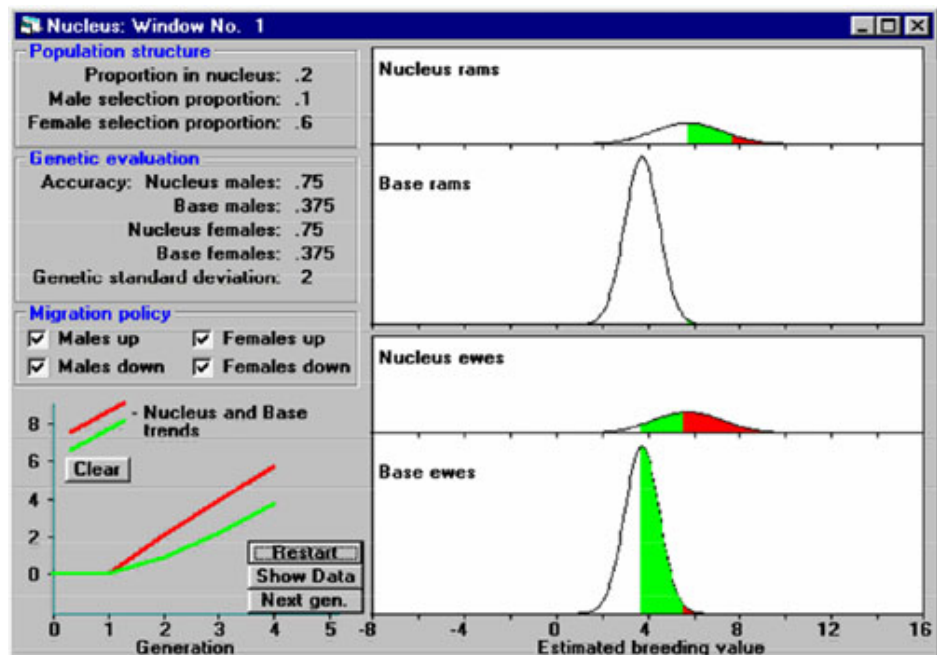 Nucleus: Window No. 1
Population structure
Proportion in nucleus: .2
Male selection proportion: .1
Female selection proportion: .6
Genetic evaluation
Accuracy: Nucleus males: .75
Base males: .375
Nucleus females: .75
Base females: .375
Genetic standard deviation: 2
Migration policy
Males up Females up
Males down Females down
- Nucleus and Base
trends
Clear
8
6
4
2
0
Restart
Show Data
Next gen.
0 1 2 3 4 5
Generation
Nucleus rams
Base rams
Nucleus ewes
Base ewes
-8 -4 0 4 8 12 16
Estimated breeding value